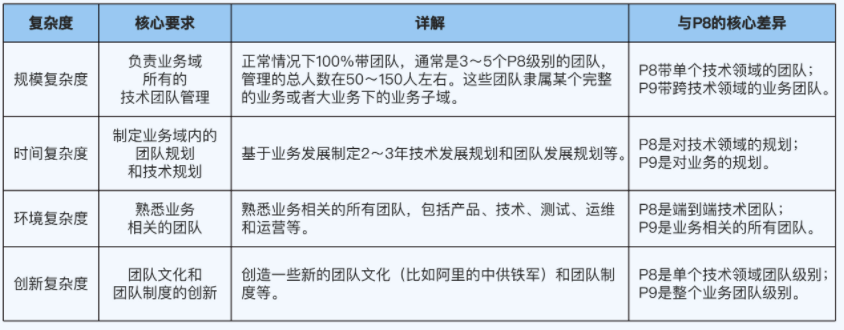 复杂度 核心要求 详解 与P8的核心差异
规模复杂度
负责业务域
所有的
技术团队管理
正常情况下100%带团队，通常是3～5个P8级别的团队，
管理的总人数在50～150人左右。这些团队隶属某个完整
的业务或者大业务下的业务子域。
P8带单个技术领域的团队；
P9带跨技术领域的业务团队。
时间复杂度
制定业务域内的
团队规划
和技术规划
基于业务发展制定2～3年技术发展规划和团队发展规划等。
P8是对技术领域的规划；
P9是对业务的规划。
环境复杂度
熟悉业务
相关的团队
熟悉业务相关的所有团队，包括产品、技术、测试、运维
和运营等。
P8是端到端技术团队；
P9是业务相关的所有团队。
创新复杂度
团队文化和
团队制度的创新
创造一些新的团队文化（比如阿里的中供铁军）和团队制
度等。
P8是单个技术领域团队级别；
P9是整个业务团队级别。